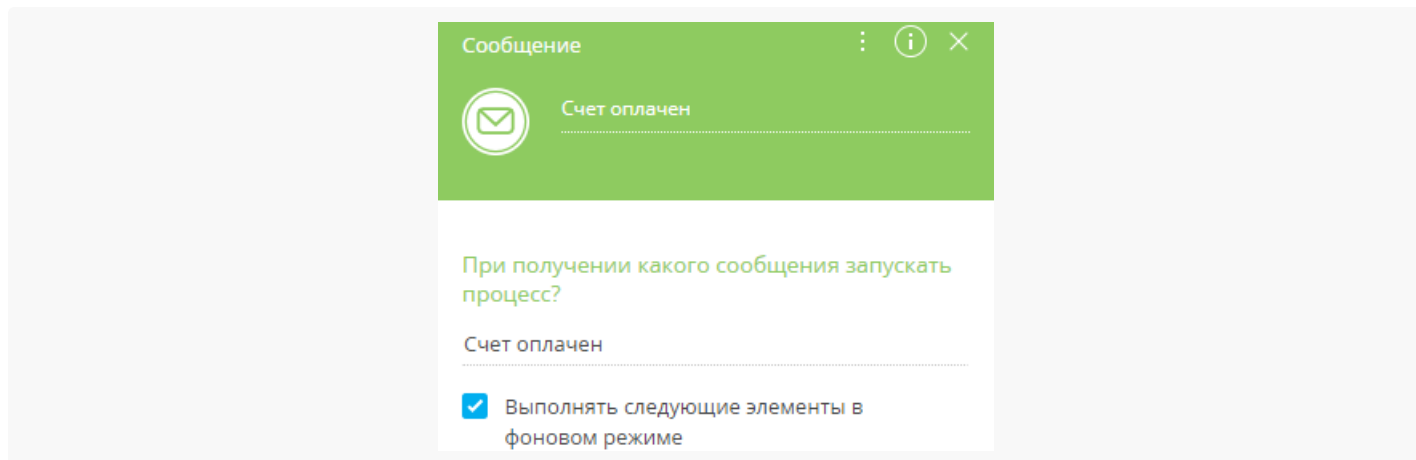 Сообщение
Счет оплачен
При получении какого сообщения запускать
процесс?
Счет оплачен
Выполнять следующие элементы в
фоновом режиме